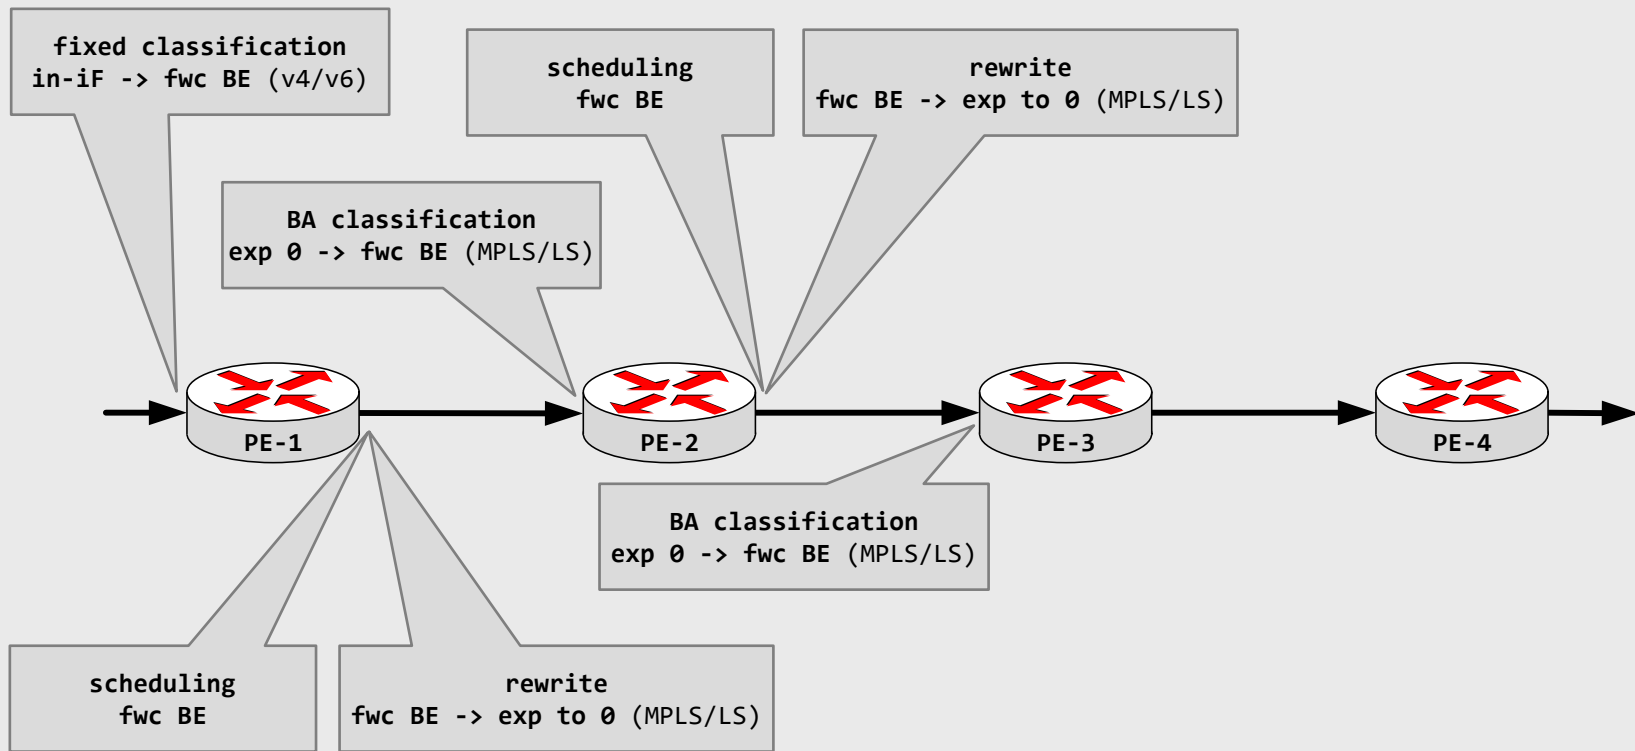 fixed classification
in-iF -> fwc BE (v4/v6)
scheduling
fwc BE
rewrite
fwc BE -> exp to 0 (MPLS/LS)
BA classification
exp 0 -> fwc BE (MPLS/LS)
PE-1
PE-2
PE-3
PE-4
BA classification
exp 0 -> fwc BE (MPLS/LS)
scheduling
fwc BE
rewrite
fwc BE -> exp to 0 (MPLS/LS)